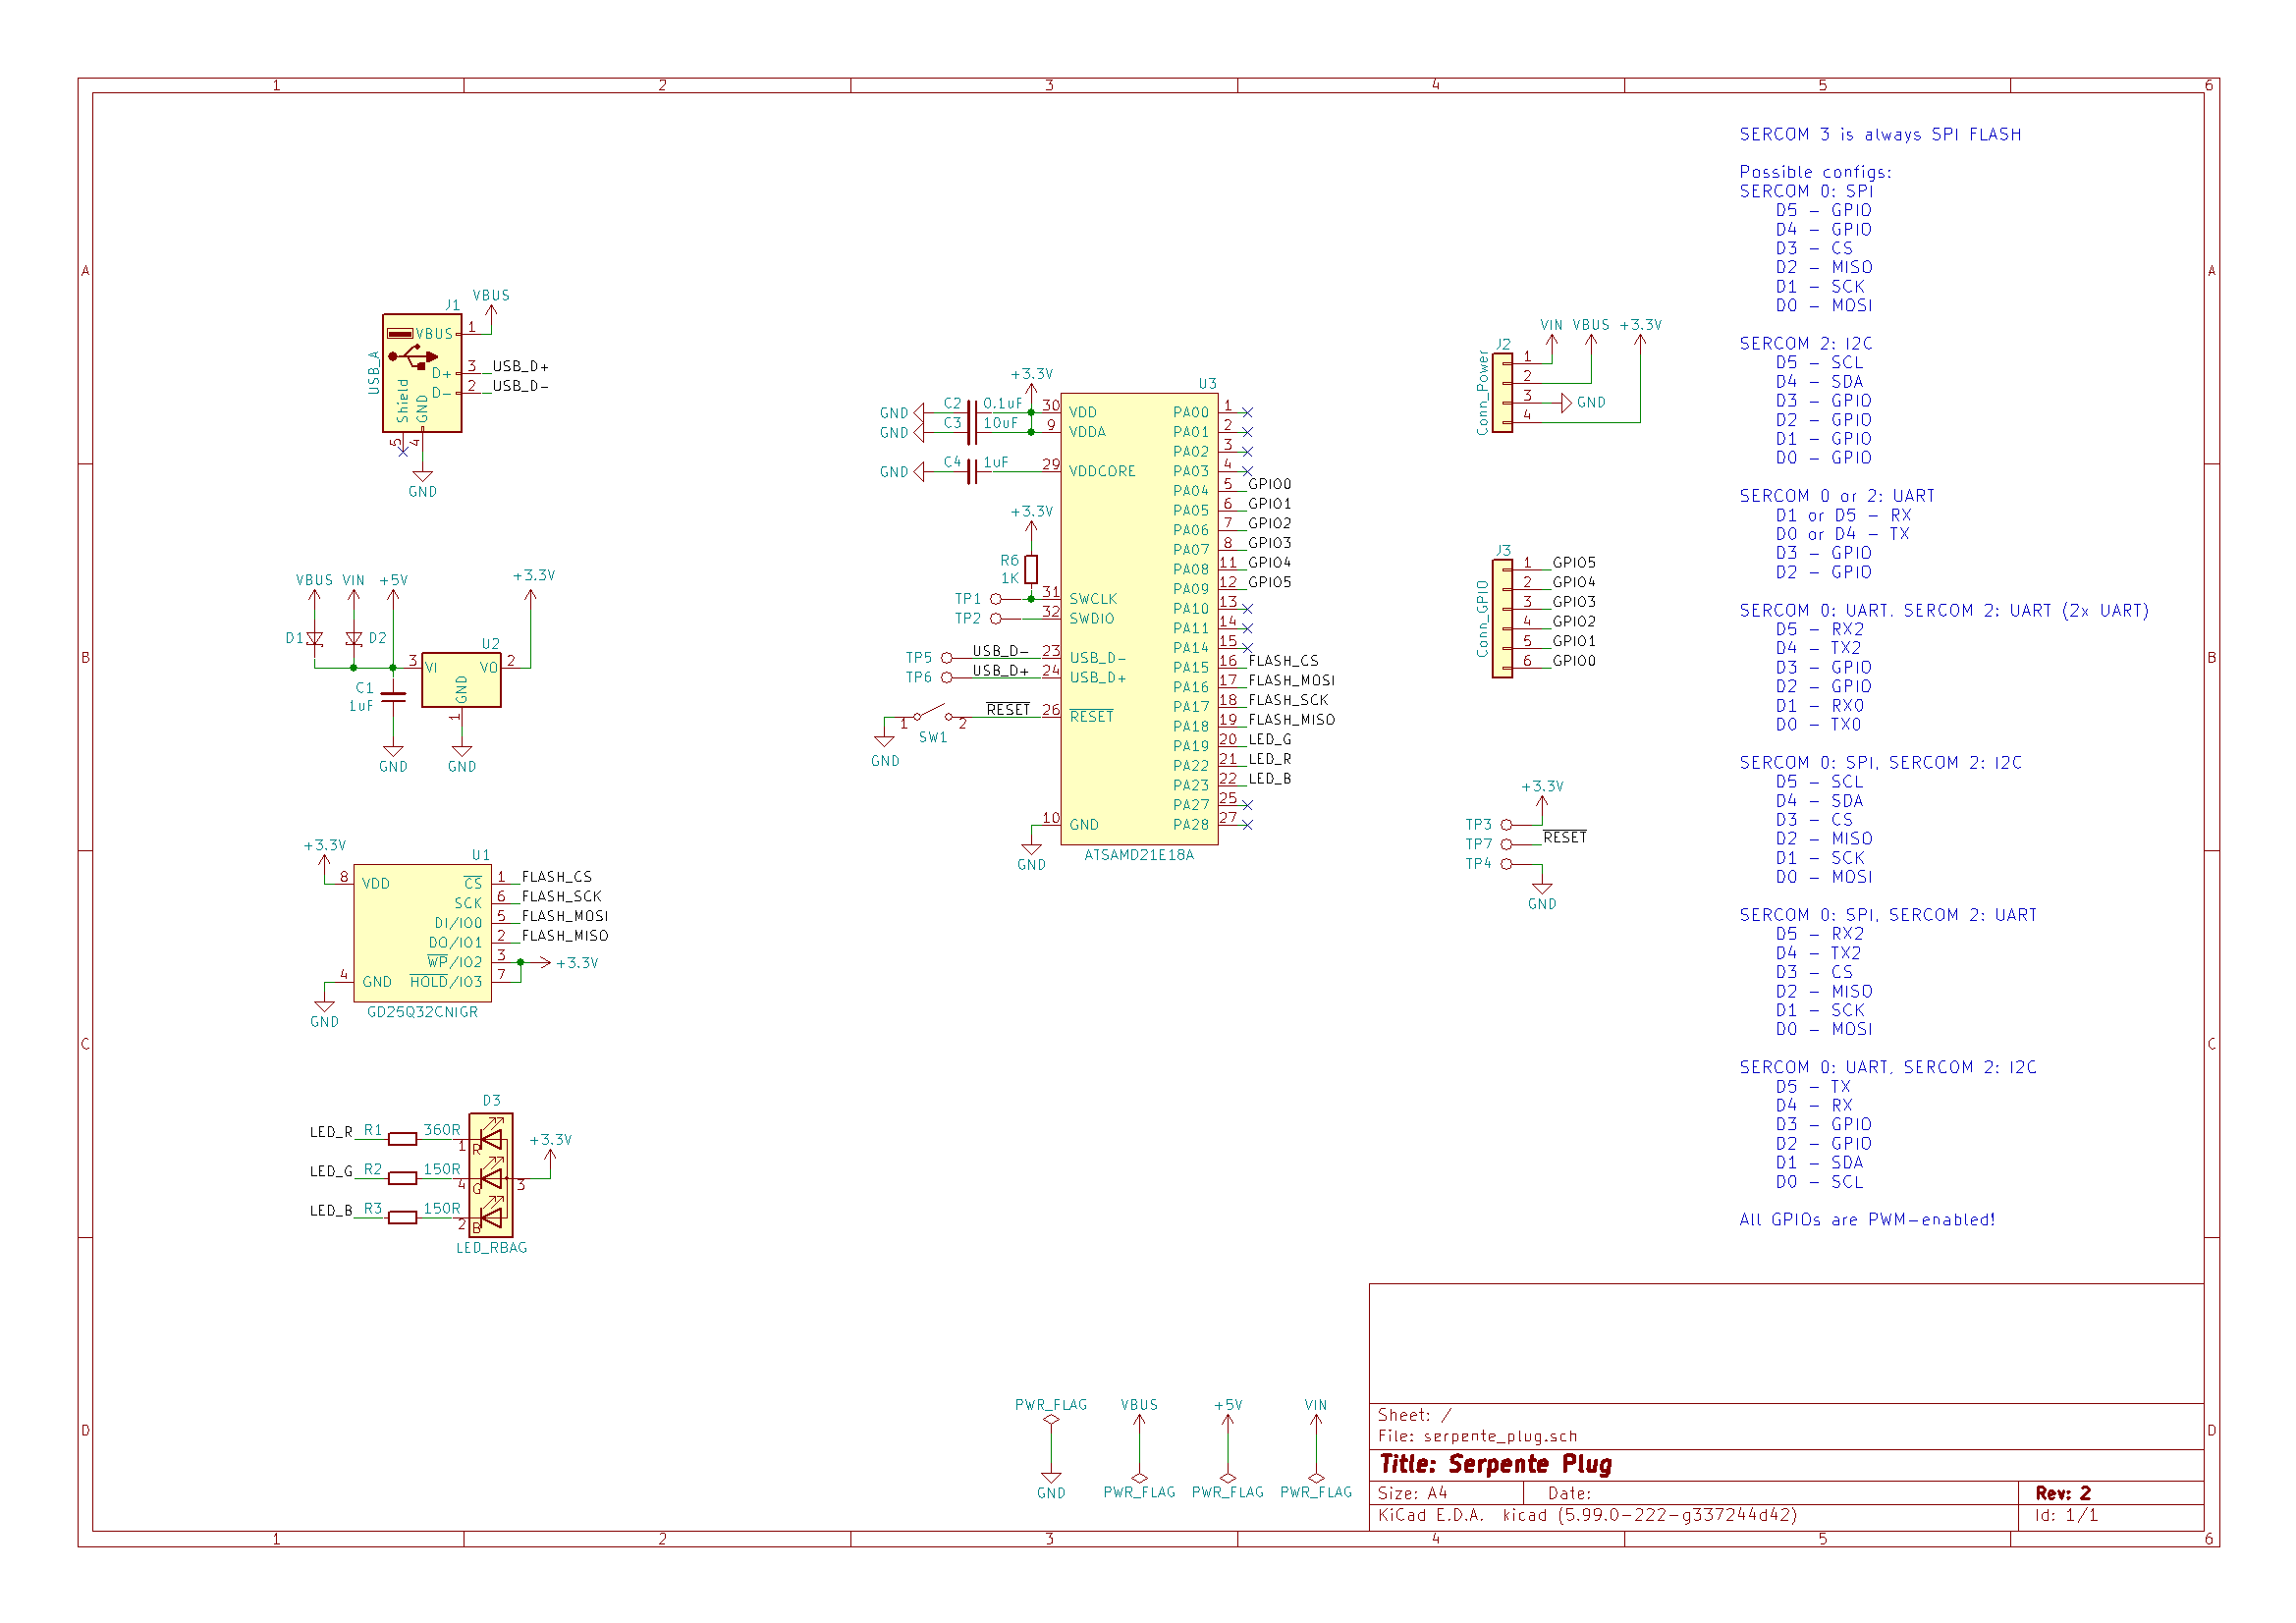 1 2 3 4 5 6
A
B
C
D
A
B
C
D
1 2 3 4 5 6
VBUS
J1
USB_A
VBUS 1
D+ 3 USB_D+
D- 2 USB_D-
Shield
GND
5
4
GND
VBUS VIN +5V
+3.3V
D1
D2
U2
3 VI
VO 2
GND
1
C1
1uF
GND
GND
+3.3V
U1
8 VDD
CS 1 FLASH_CS
SCK 6 FLASH_SCK
DI/IO0 5 FLASH_MOSI
DO/IO1 2 FLASH_MISO
WP/IO2 3 +3.3V
4 GND
HOLD/IO3 7
GND
GD25Q32CNIGR
D3
LED_R R1 360R 1 R
+3.3V
LED_G R2 150R 4 G 3
LED_B R3 150R 2 B
LED_RBAG
+3.3V
U3
GND C2 0.1uF 30 VDD
GND C3 10uF 9 VDDA
GND C4 1uF 29 VDDCORE
+3.3V
R6
1K
TP1 31 SWCLK
TP2 32 SWDIO
TP5 USB_D- 23 USB_D-
TP6 USB_D+ 24 USB_D+
RESET 26 RESET
1 SW1 2
GND
10 GND
GND
PA00 1
PA01 2
PA02 3
PA03 4
PA04 5 GPIO0
PA05 6 GPIO1
PA06 7 GPIO2
PA07 8 GPIO3
PA08 11 GPIO4
PA09 12 GPIO5
PA10 13
PA11 14
PA14 15
PA15 16 FLASH_CS
PA16 17 FLASH_MOSI
PA17 18 FLASH_SCK
PA18 19 FLASH_MISO
PA19 20 LED_G
PA22 21 LED_R
PA23 22 LED_B
PA27 25
PA28 27
ATSAMD21E18A
VIN VBUS +3.3V
J2
Conn_Power
1
2
3 GND
4
J3
Conn_GPIO
1 GPIO5
2 GPIO4
3 GPIO3
4 GPIO2
5 GPIO1
6 GPIO0
+3.3V
TP3
TP7 RESET
TP4
GND
SERCOM 3 is always SPI FLASH
Possible configs:
SERCOM 0: SPI
D5 - GPIO
D4 - GPIO
D3 - CS
D2 - MISO
D1 - SCK
D0 - MOSI
SERCOM 2: I2C
D5 - SCL
D4 - SDA
D3 - GPIO
D2 - GPIO
D1 - GPIO
D0 - GPIO
SERCOM 0 or 2: UART
D1 or D5 - RX
D0 or D4 - TX
D3 - GPIO
D2 - GPIO
SERCOM 0: UART. SERCOM 2: UART (2x UART)
D5 - RX2
D4 - TX2
D3 - GPIO
D2 - GPIO
D1 - RX0
D0 - TX0
SERCOM 0: SPI, SERCOM 2: I2C
D5 - SCL
D4 - SDA
D3 - CS
D2 - MISO
D1 - SCK
D0 - MOSI
SERCOM 0: SPI, SERCOM 2: UART
D5 - RX2
D4 - TX2
D3 - CS
D2 - MISO
D1 - SCK
D0 - MOSI
SERCOM 0: UART, SERCOM 2: I2C
D5 - TX
D4 - RX
D3 - GPIO
D2 - GPIO
D1 - SDA
D0 - SCL
All GPIOs are PWM-enabled!
PWR_FLAG VBUS +5V VIN
GND PWR_FLAG PWR_FLAG PWR_FLAG
Sheet: /
File: serpente_plug.sch
Title: Serpente Plug
Size: A4 Date: Rev: 2
KiCad E.D.A. kicad (5.99.0-222-g337244d42) Id: 1/1